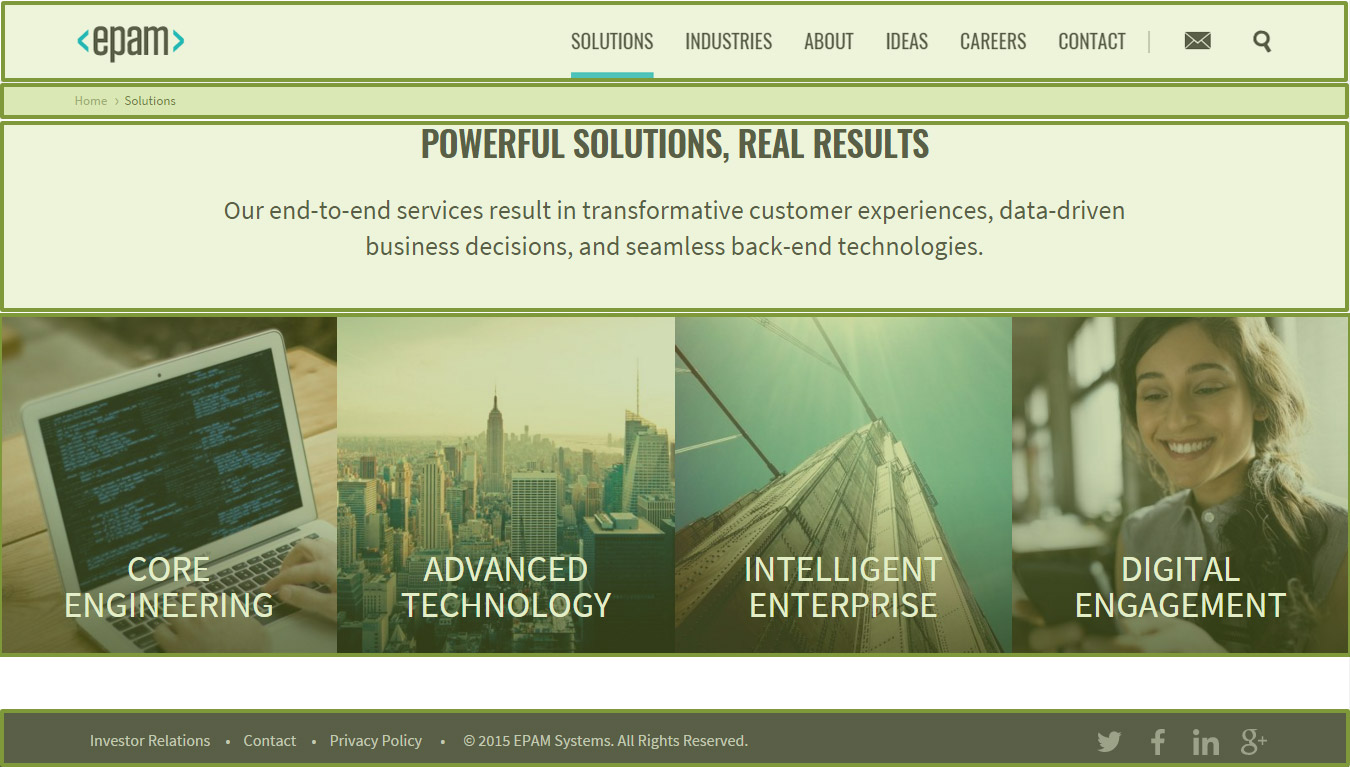 <epam>
SOLUTIONS INDUSTRIES ABOUT IDEAS CAREERS CONTACT
Home › Solutions
POWERFUL SOLUTIONS, REAL RESULTS
Our end-to-end services result in transformative customer experiences, data-driven
business decisions, and seamless back-end technologies.
CORE
ENGINEERING
ADVANCED
TECHNOLOGY
INTELLIGENT
ENTERPRISE
DIGITAL
ENGAGEMENT
Investor Relations • Contact • Privacy Policy • © 2015 EPAM Systems. All Rights Reserved.
in g+